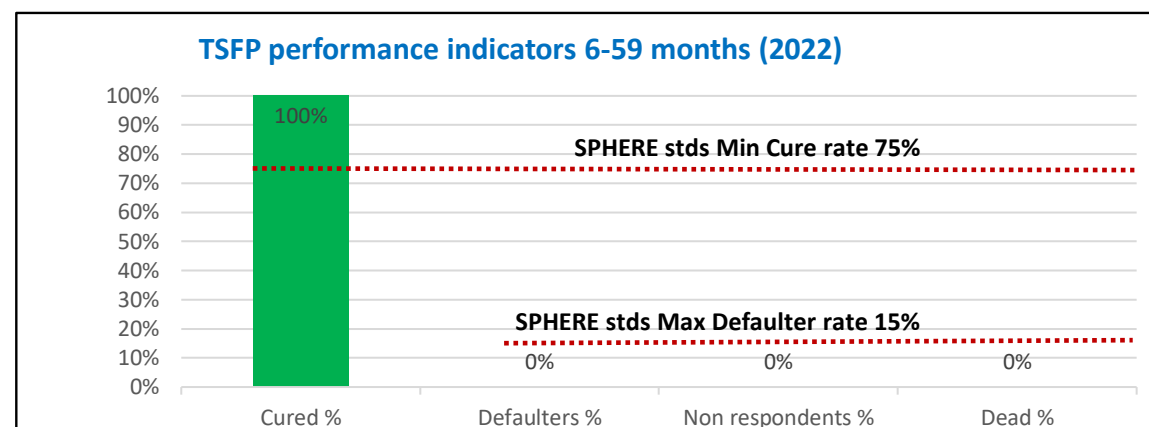 TSFP performance indicators 6-59 months (2022)
100%
90%
80%
70%
60%
50%
40%
30%
20%
10%
0%
100%
SPHERE stds Min Cure rate 75%
SPHERE stds Max Defaulter rate 15%
0% 0% 0%
Cured % Defaulters % Non respondents % Dead %